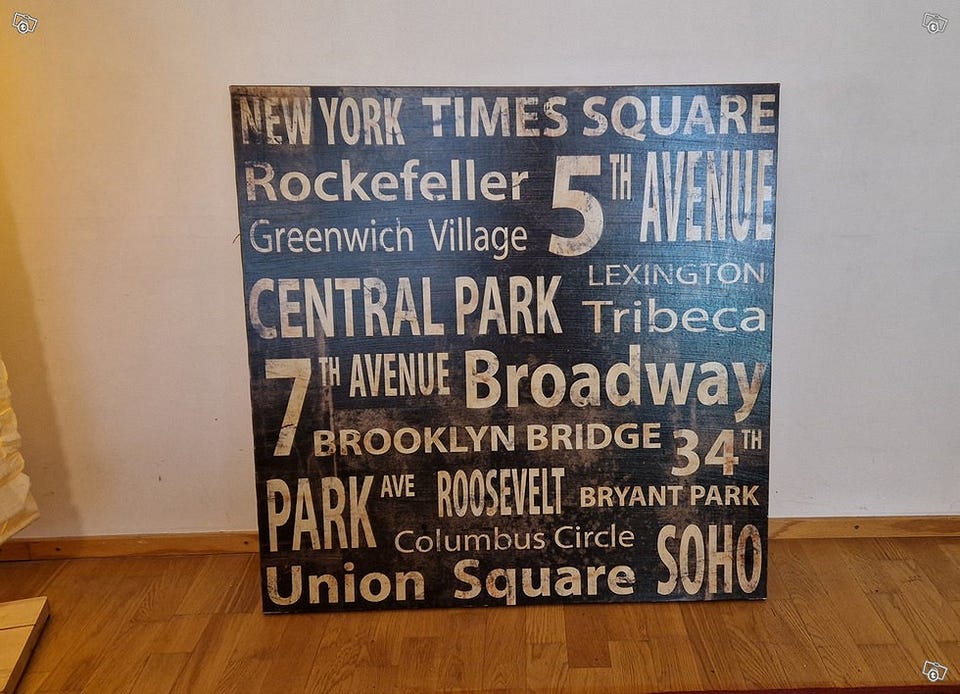 NEW YORK TIMES SQUARE
Rockefeller 5TH AVENUE
Greenwich Village
LEXINGTON
CENTRAL PARK Tribeca
7TH AVENUE Broadway
BROOKLYN BRIDGE 34TH
PARK AVE ROOSEVELT BRYANT PARK
Columbus Circle SOHO
Union Square